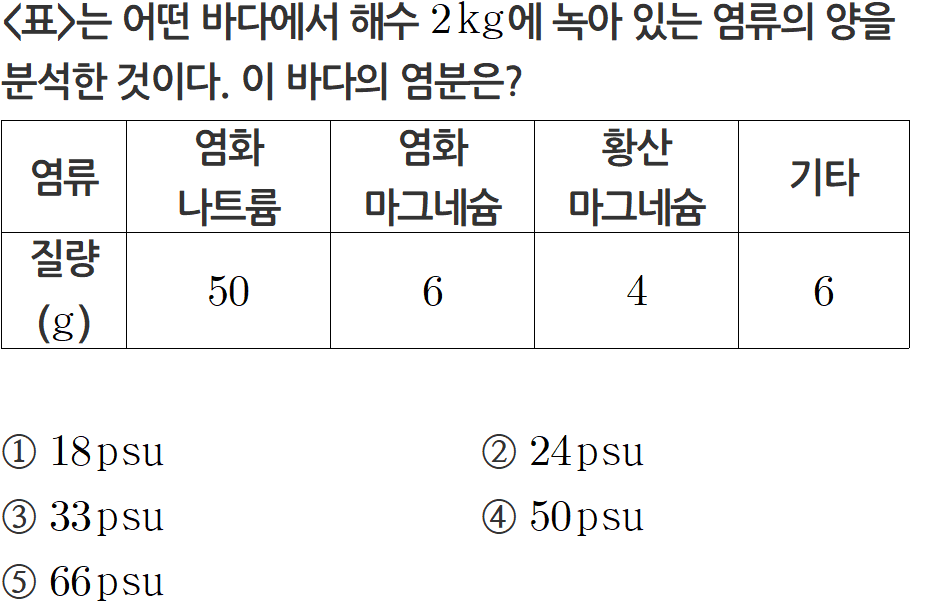 <표>는 어떤 바다에서 해수 2kg에 녹아 있는 염류의 양을
분석한 것이다. 이 바다의 염분은?
염류 염화 나트륨 염화 마그네슘 황산 마그네슘 기타
질량 (g) 50 6 4 6
① 18psu ② 24psu
③ 33psu ④ 50psu
⑤ 66psu